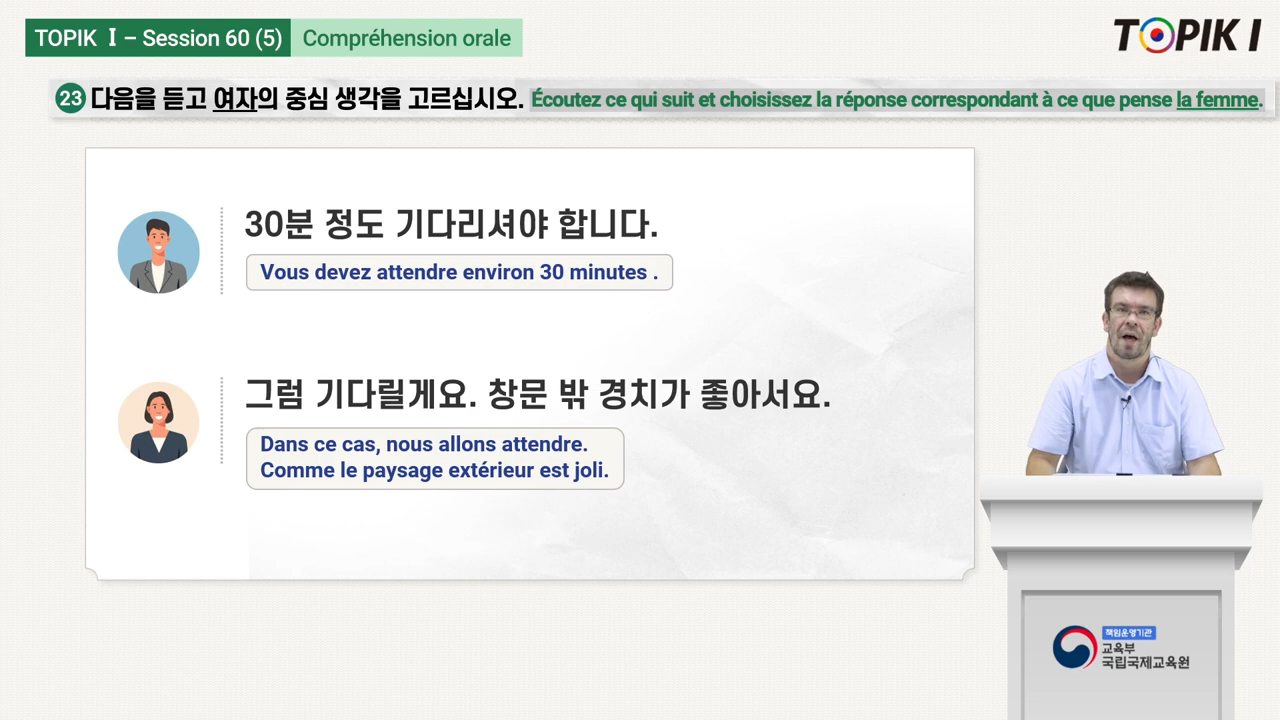 TOPIK Ⅰ – Session 60 (5) Compréhension orale
TOPIK I
23 다음을 듣고 여자의 중심 생각을 고르십시오. Écoutez ce qui suit et choisissez la réponse correspondant à ce que pense la femme.
30분 정도 기다리셔야 합니다.
Vous devez attendre environ 30 minutes .
그럼 기다릴게요. 창문 밖 경치가 좋아서요.
Dans ce cas, nous allons attendre.
Comme le paysage extérieur est joli.
책임운영기관
교육부
국립국제교육원